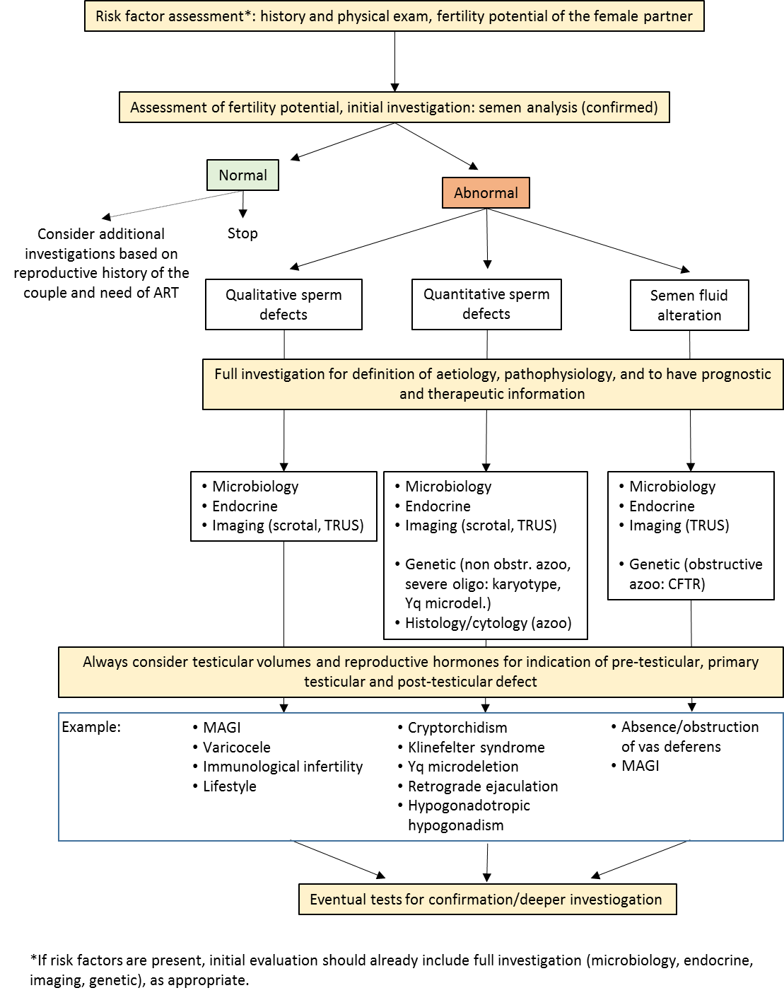 Risk factor assessment*: history and physical exam, fertility potential of the female partner
Assessment of fertility potential, initial investigation: semen analysis (confirmed)
Normal
Abnormal
Stop
Consider additional
investigations based on
reproductive history of the
couple and need of ART
Qualitative sperm
defects
Quantitative sperm
defects
Semen fluid
alteration
Full investigation for definition of aetiology, pathophysiology, and to have prognostic
and therapeutic information
• Microbiology
• Endocrine
• Imaging (scrotal, TRUS)
• Microbiology
• Endocrine
• Imaging (scrotal, TRUS)
• Genetic (non obstr. azoo,
severe oligo: karyotype,
Yq microdel.)
• Histology/cytology (azoo)
• Microbiology
• Endocrine
• Imaging (TRUS)
• Genetic (obstructive
azoo: CFTR)
Always consider testicular volumes and reproductive hormones for indication of pre-testicular, primary
testicular and post-testicular defect
Example:
• MAGI
• Varicocele
• Immunological infertility
• Lifestyle
• Cryptorchidism
• Klinefelter syndrome
• Yq microdeletion
• Retrograde ejaculation
• Hypogonadotropic
hypogonadism
• Absence/obstruction
of vas deferens
• MAGI
Eventual tests for confirmation/deeper investiogation
*If risk factors are present, initial evaluation should already include full investigation (microbiology, endocrine,
imaging, genetic), as appropriate.